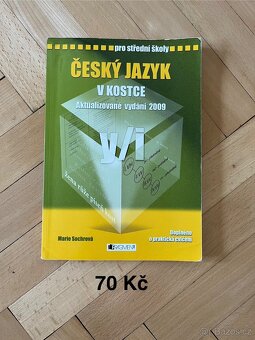 pro střední školy
ČESKÝ JAZYK
V KOSTCE
Aktualizované vydání 2009
y/i
Marie Sochrová
FRAGMENT
Doplněno
o praktická cvičení
70 Kč